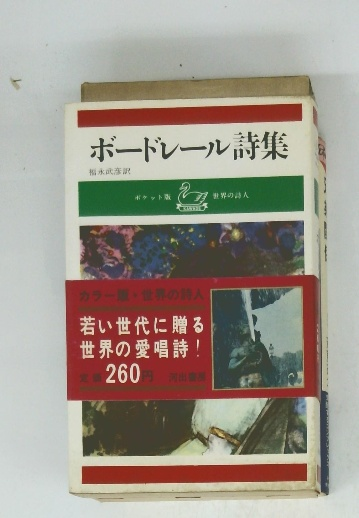 ボードレール詩集
福永武彦訳
ポケット版 世界の詩人
カラー版・世界の詩人
若い世代に贈る
世界の愛唱詩!
定価260円 河出書房